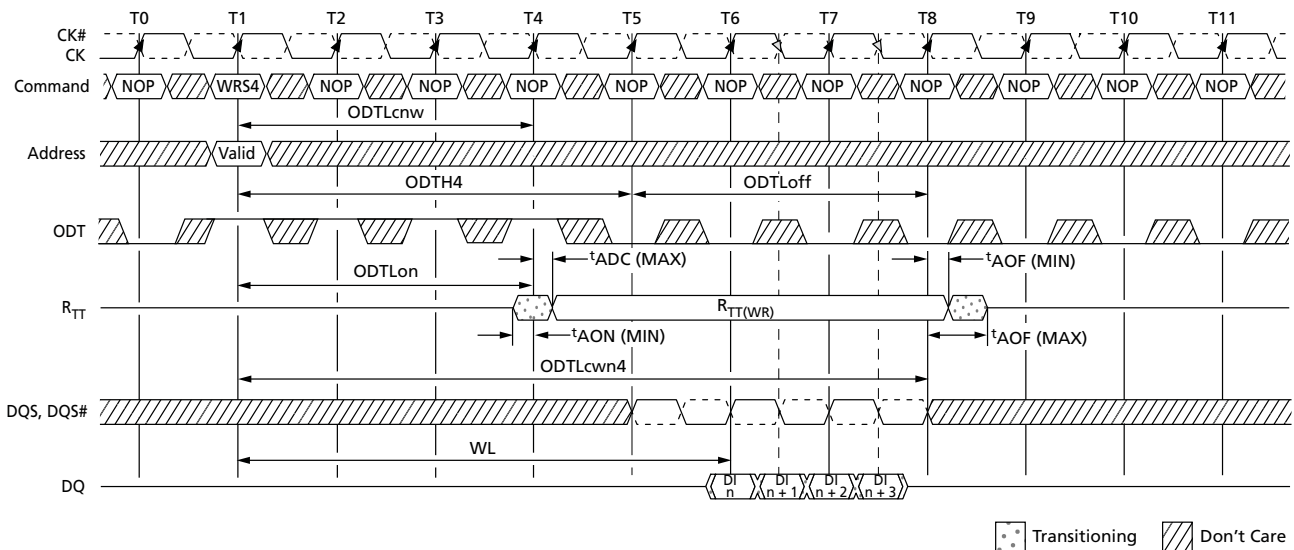 T0 T1 T2 T3 T4 T5 T6 T7 T8 T9 T10 T11
CK#
CK
Command NOP WRS4 NOP NOP NOP NOP NOP NOP NOP NOP NOP NOP
ODTLcnw
Address Valid
ODTH4 ODTLoff
ODT
tADC (MAX) tAOF (MIN)
ODTLon
RTT RTT(WR)
tAON (MIN) tAOF (MAX)
ODTLcwn4
DQS, DQS#
WL
DQ DI n DI n + 1 DI n + 2 DI n + 3
Transitioning Don't Care